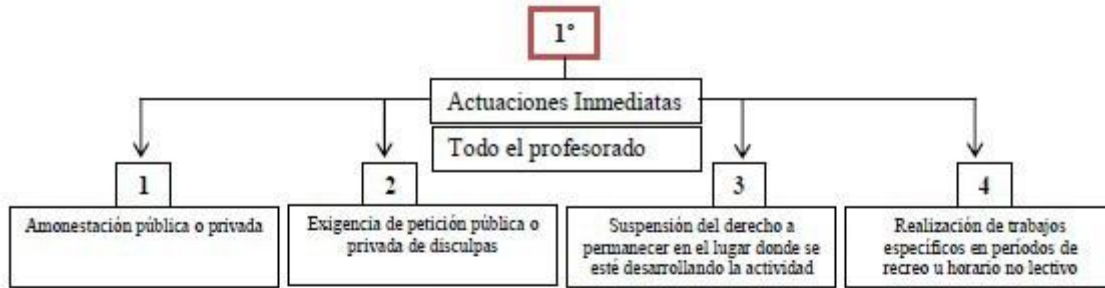 1°
Actuaciones Inmediatas
Todo el profesorado
1
Amonestación pública o privada
2
Exigencia de petición pública o
privada de disculpas
3
Suspensión del derecho a
permanecer en el lugar donde se
esté desarrollando la actividad
4
Realización de trabajos
específicos en períodos de
recreo u horario no lectivo